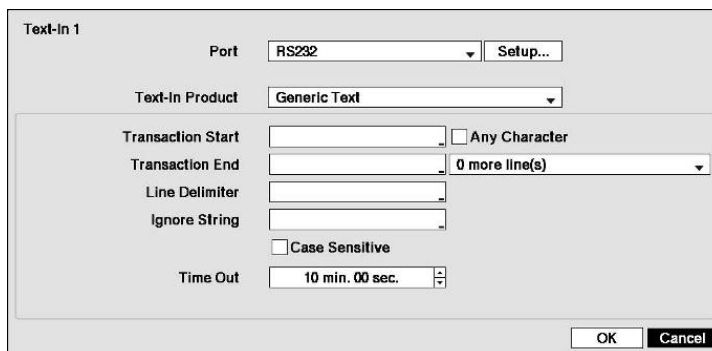 Text-In 1
Port RS232 Setup...
Text-In Product Generic Text
Transaction Start Any Character
Transaction End 0 more line(s)
Line Delimiter
Ignore String
Case Sensitive
Time Out 10 min. 00 sec.
OK Cancel